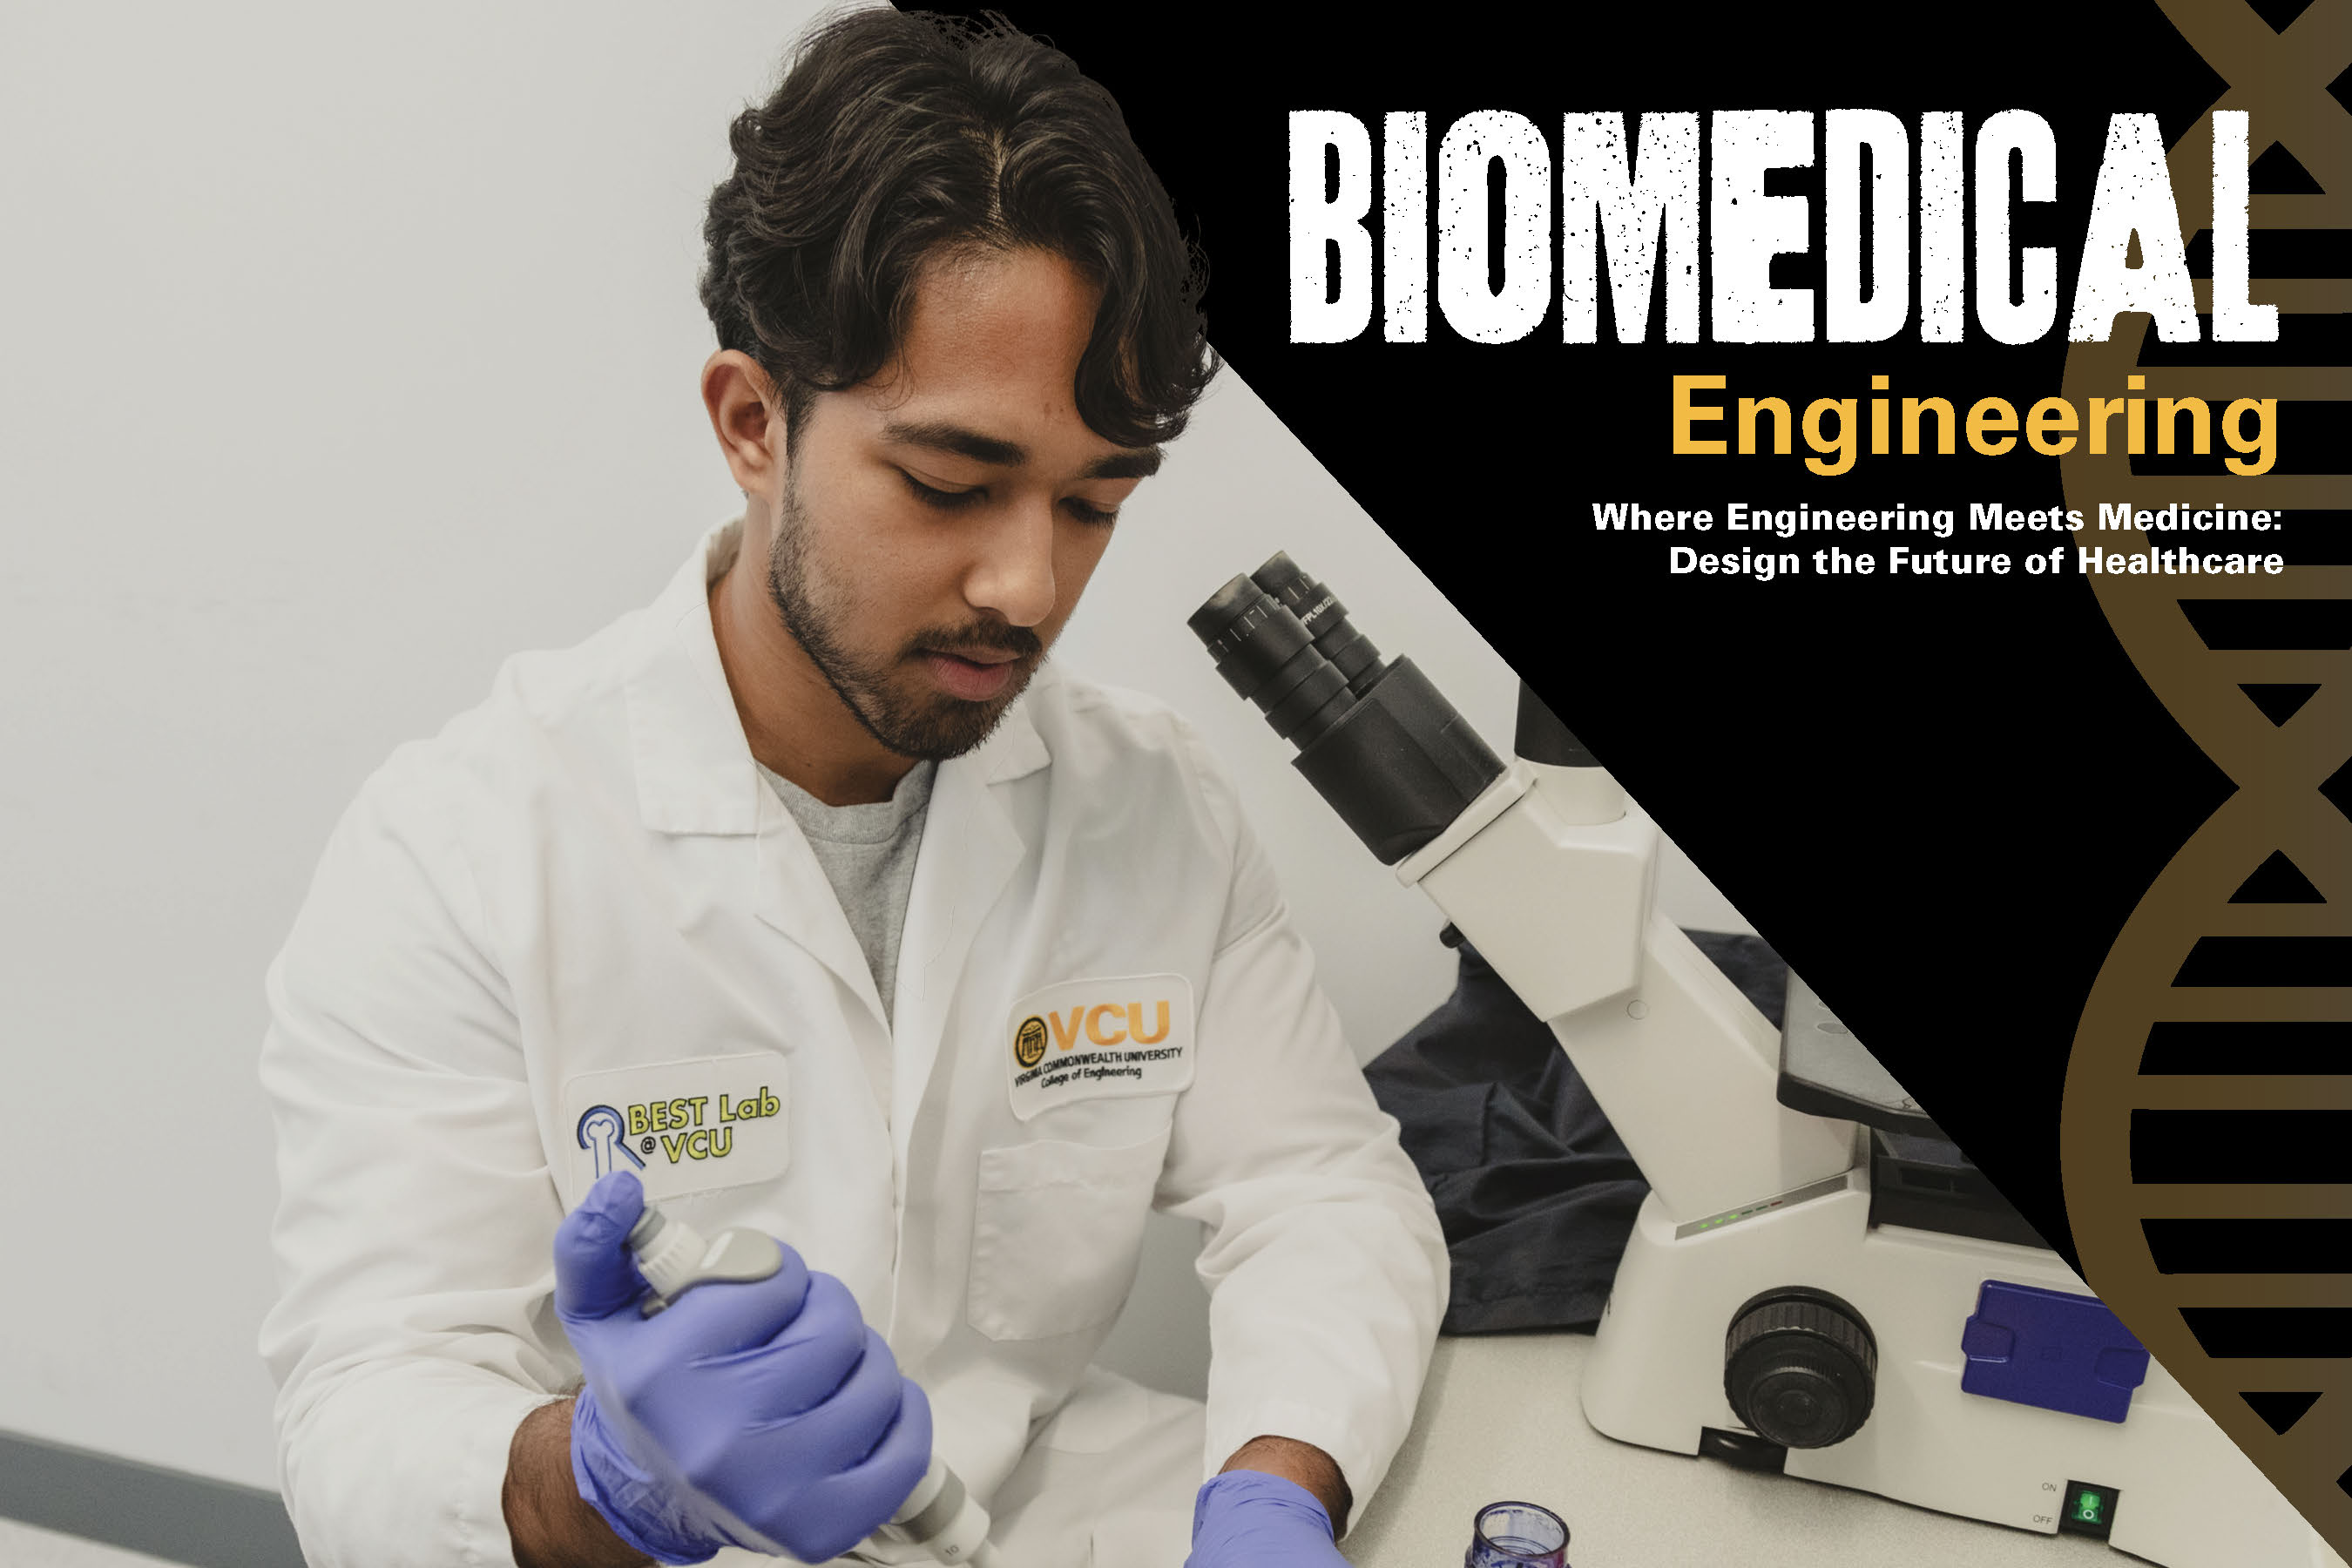 BIOMEDICAL
Engineering
Where Engineering Meets Medicine:
Design the Future of Healthcare
VCU
VIRGINIA COMMONWEALTH UNIVERSITY
College of Engineering
BEST Lab
@ VCU
ON
OFF
10